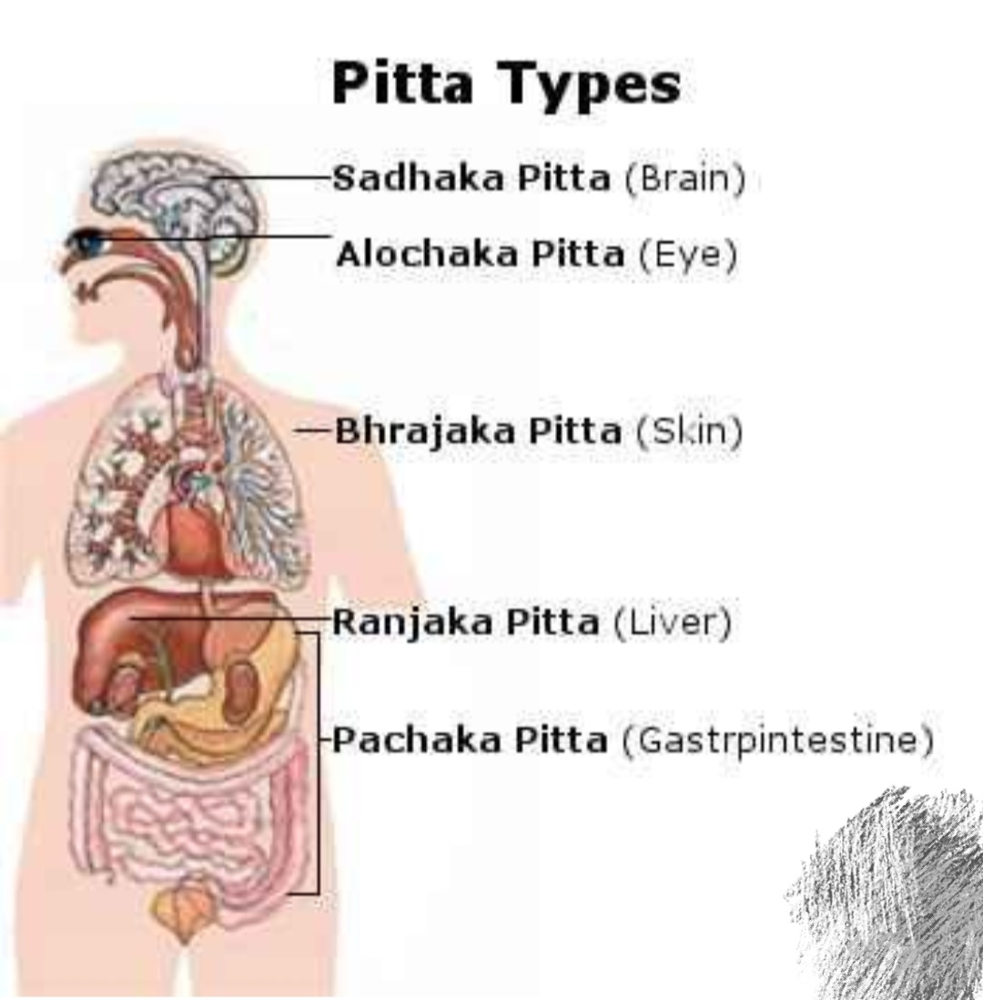 Pitta Types
Sadhaka Pitta (Brain)
Alochaka Pitta (Eye)
Bhrajaka Pitta (Skin)
Ranjaka Pitta (Liver)
Pachaka Pitta (Gastrpintestine)